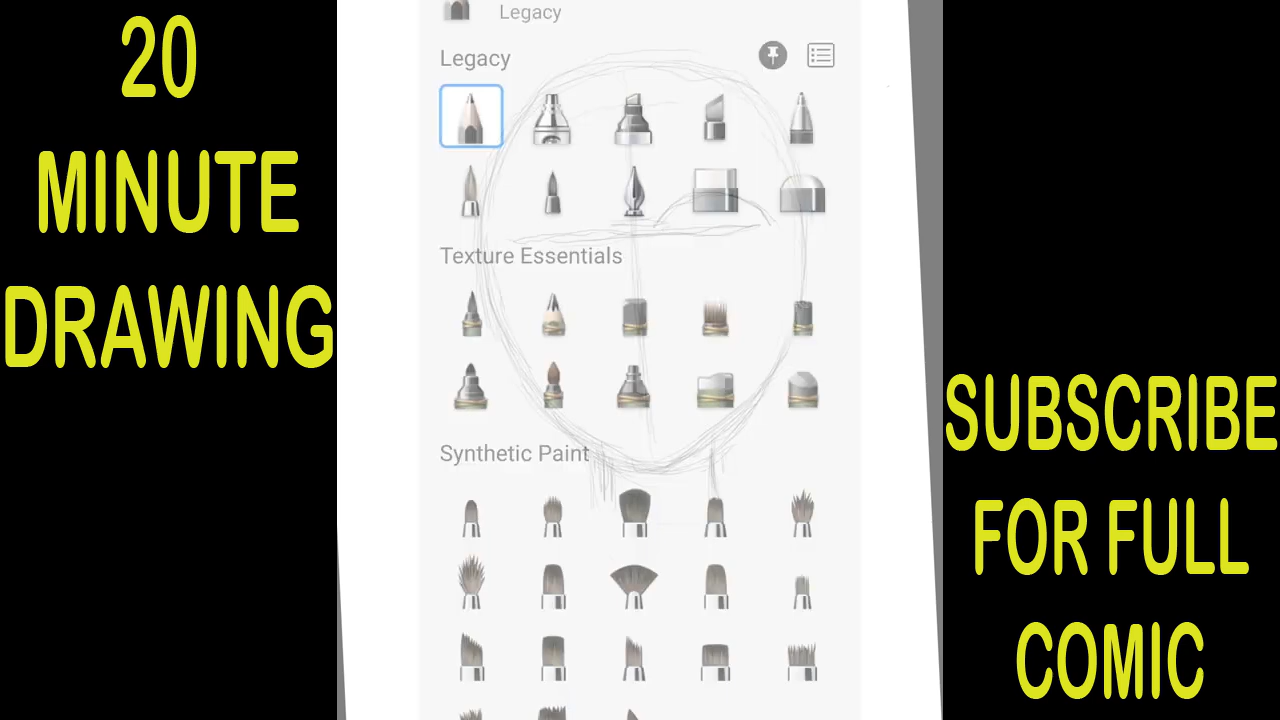 20
MINUTE
DRAWING
Legacy
Legacy
Texture Essentials
Synthetic Paint
SUBSCRIBE
FOR FULL
COMIC